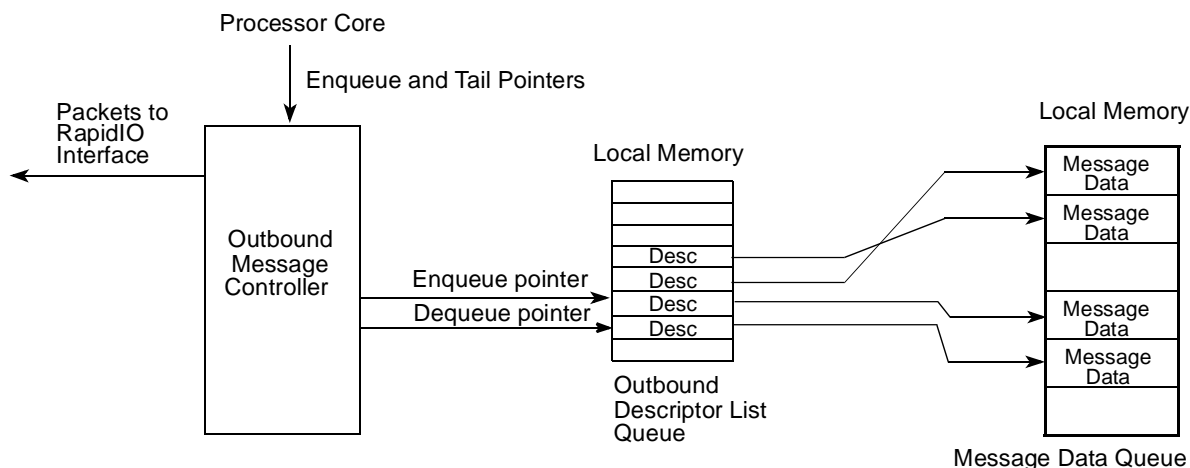 Processor Core
Enqueue and Tail Pointers
Packets to
RapidIO
Interface
Outbound
Message
Controller
Enqueue pointer
Dequeue pointer
Local Memory
Desc
Desc
Desc
Desc
Outbound
Descriptor List
Queue
Local Memory
Message
Data
Message
Data
Message
Data
Message
Data
Message Data Queue